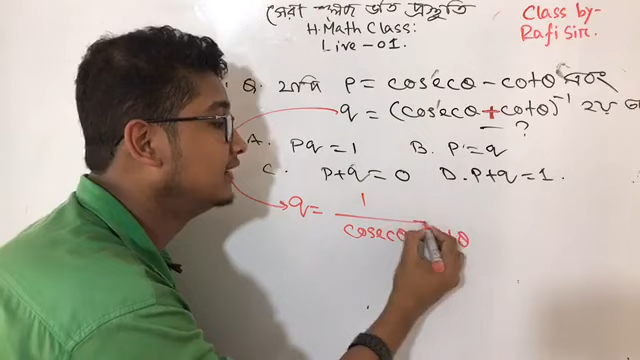 সেরা ভর্তি প্রস্তুতি
H.Math Class:
Live-01.
Class by-
Rafi Sir.
Q. যদি P = cosecθ - cotθ এবং
q = (cosecθ + cotθ)⁻¹ হয়
— ?
A. Pq = 1 B. P = q
C. P+q = 0 D. P+q = 1.
q = 1
cosecθ